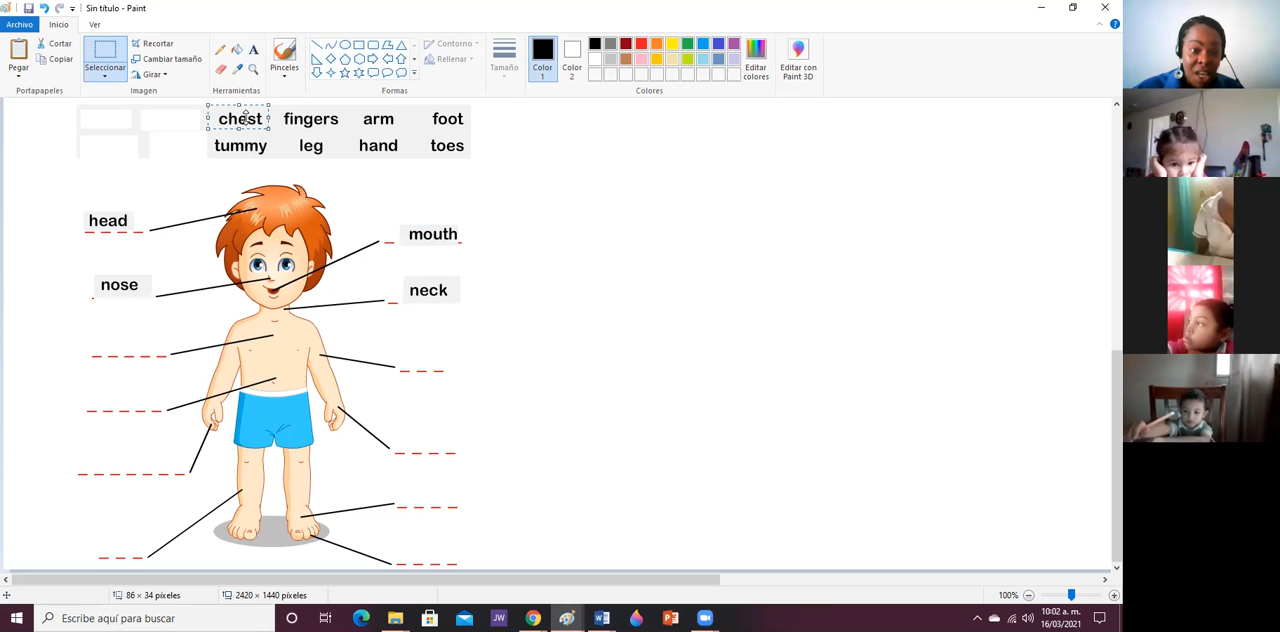 Sin título - Paint
Archivo Inicio Ver
Pegar
Cortar
Copiar
Portapapeles
Seleccionar
Recortar
Cambiar tamaño
Girar
Imagen
A
Herramientas
Pinceles
Contorno
Rellenar
Formas
Tamaño
Color 1
Color 2
Editar colores
Colores
Editar con Paint 3D
chest fingers arm foot
tummy leg hand toes
head
mouth
nose
neck
86 × 34 píxeles
2420 × 1440 píxeles
100%
Escribe aquí para buscar
JW
10:02 a. m.
16/03/2021